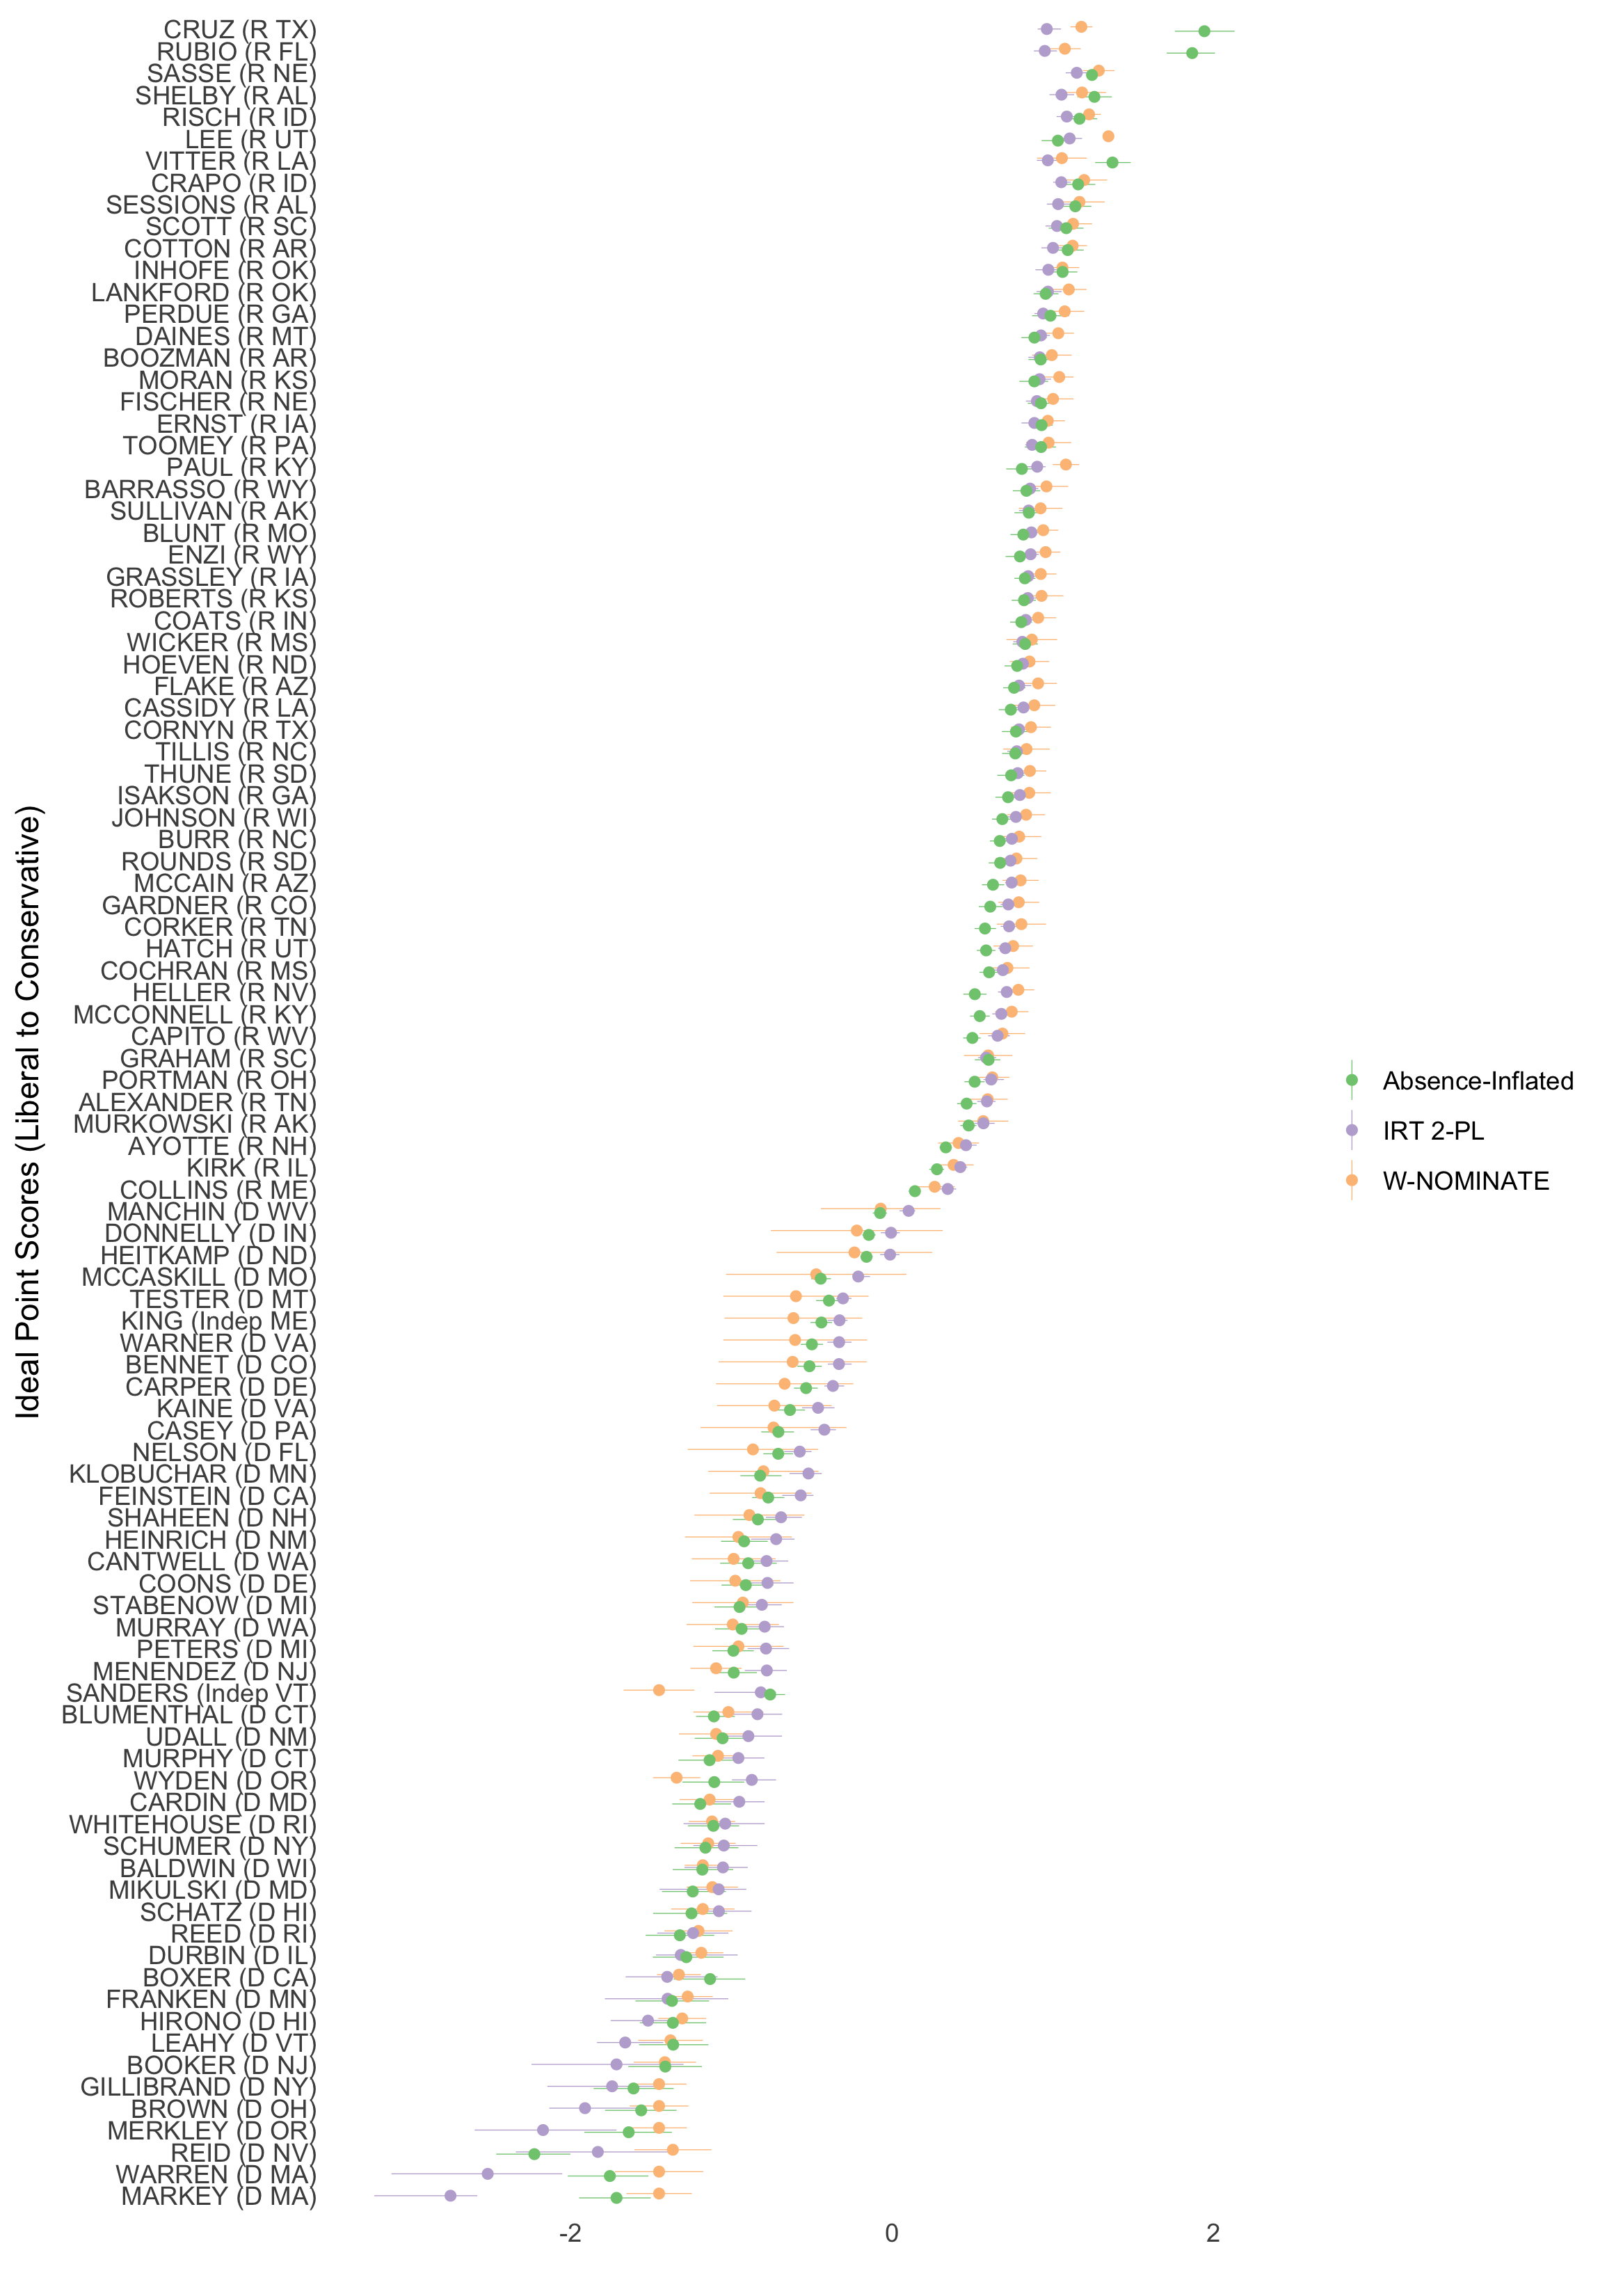 CRUZ (R TX)
RUBIO (R FL)
SASSE (R NE)
SHELBY (R AL)
RISCH (R ID)
LEE (R UT)
VITTER (R LA)
CRAPO (R ID)
SESSIONS (R AL)
SCOTT (R SC)
COTTON (R AR)
INHOFE (R OK)
LANKFORD (R OK)
PERDUE (R GA)
DAINES (R MT)
BOOZMAN (R AR)
MORAN (R KS)
FISCHER (R NE)
ERNST (R IA)
TOOMEY (R PA)
PAUL (R KY)
BARRASSO (R WY)
SULLIVAN (R AK)
BLUNT (R MO)
ENZI (R WY)
GRASSLEY (R IA)
ROBERTS (R KS)
COATS (R IN)
WICKER (R MS)
HOEVEN (R ND)
FLAKE (R AZ)
CASSIDY (R LA)
CORNYN (R TX)
TILLIS (R NC)
THUNE (R SD)
ISAKSON (R GA)
JOHNSON (R WI)
BURR (R NC)
ROUNDS (R SD)
MCCAIN (R AZ)
GARDNER (R CO)
CORKER (R TN)
HATCH (R UT)
COCHRAN (R MS)
HELLER (R NV)
MCCONNELL (R KY)
CAPITO (R WV)
GRAHAM (R SC)
PORTMAN (R OH)
ALEXANDER (R TN)
MURKOWSKI (R AK)
AYOTTE (R NH)
KIRK (R IL)
COLLINS (R ME)
MANCHIN (D WV)
DONNELLY (D IN)
HEITKAMP (D ND)
MCCASKILL (D MO)
TESTER (D MT)
KING (Indep ME)
WARNER (D VA)
BENNET (D CO)
CARPER (D DE)
KAINE (D VA)
CASEY (D PA)
NELSON (D FL)
KLOBUCHAR (D MN)
FEINSTEIN (D CA)
SHAHEEN (D NH)
HEINRICH (D NM)
CANTWELL (D WA)
COONS (D DE)
STABENOW (D MI)
MURRAY (D WA)
PETERS (D MI)
MENENDEZ (D NJ)
SANDERS (Indep VT)
BLUMENTHAL (D CT)
UDALL (D NM)
MURPHY (D CT)
WYDEN (D OR)
CARDIN (D MD)
WHITEHOUSE (D RI)
SCHUMER (D NY)
BALDWIN (D WI)
MIKULSKI (D MD)
SCHATZ (D HI)
REED (D RI)
DURBIN (D IL)
BOXER (D CA)
FRANKEN (D MN)
HIRONO (D HI)
LEAHY (D VT)
BOOKER (D NJ)
GILLIBRAND (D NY)
BROWN (D OH)
MERKLEY (D OR)
REID (D NV)
WARREN (D MA)
MARKEY (D MA)
Ideal Point Scores (Liberal to Conservative)
-2
0
2
Absence-Inflated
IRT 2-PL
W-NOMINATE